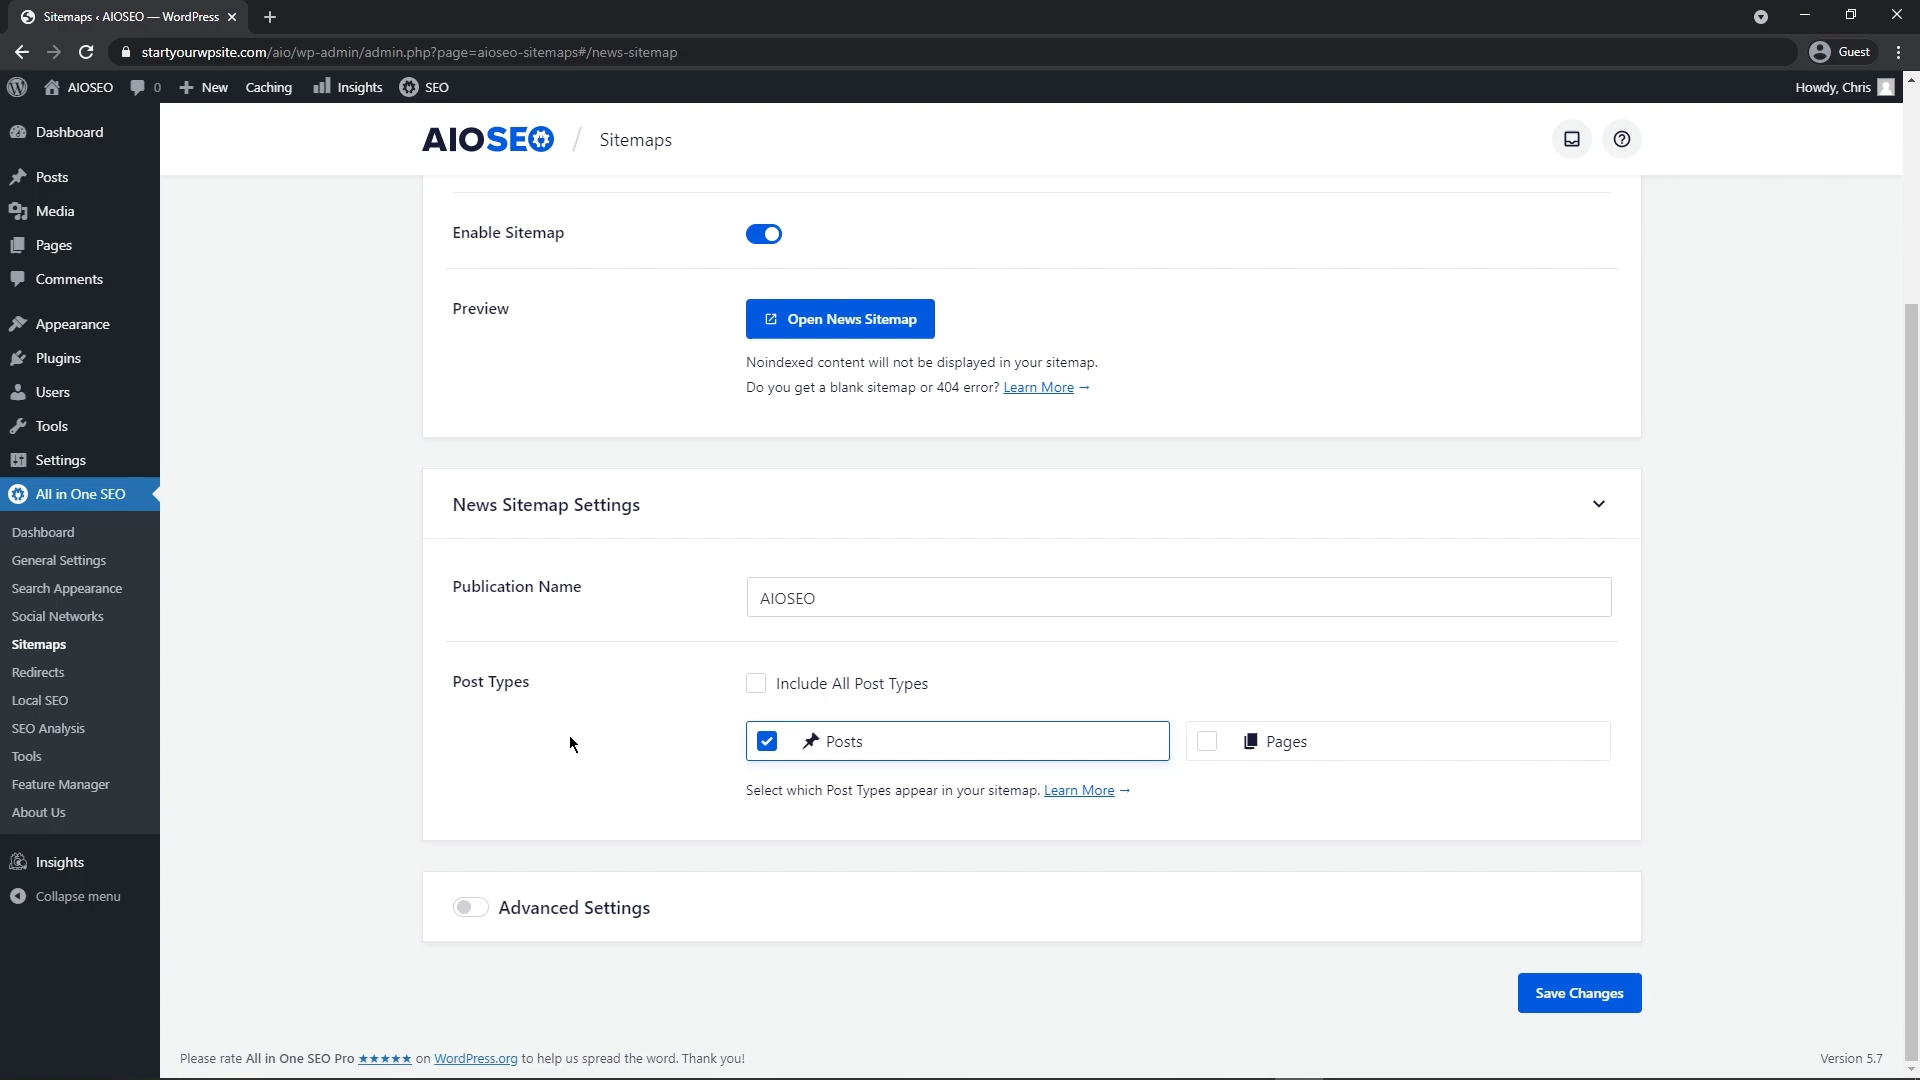 Sitemaps ‹ AIOSEO — WordPress
startyourwpsite.com/aio/wp-admin/admin.php?page=aioseo-sitemaps#/news-sitemap
Guest
AIOSEO
0
New
Caching
Insights
SEO
Howdy, Chris
Dashboard
Posts
Media
Pages
Comments
Appearance
Plugins
Users
Tools
Settings
All in One SEO
Dashboard
General Settings
Search Appearance
Social Networks
Sitemaps
Redirects
Local SEO
SEO Analysis
Tools
Feature Manager
About Us
Insights
Collapse menu
AIOSEO / Sitemaps
Enable Sitemap
Preview
Open News Sitemap
Noindexed content will not be displayed in your sitemap.
Do you get a blank sitemap or 404 error? Learn More →
News Sitemap Settings
Publication Name
AIOSEO
Post Types
Include All Post Types
Posts
Pages
Select which Post Types appear in your sitemap. Learn More →
Advanced Settings
Save Changes
Please rate All in One SEO Pro ★★★★★ on WordPress.org to help us spread the word. Thank you!
Version 5.7